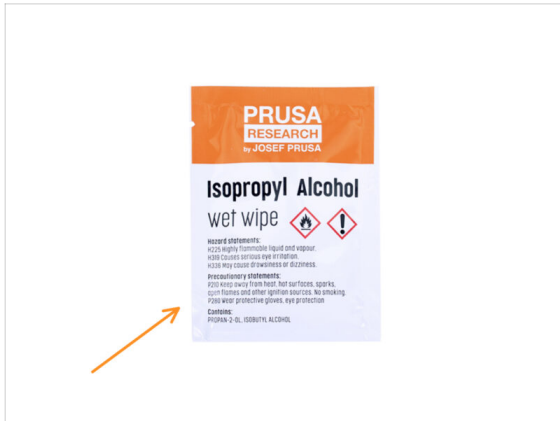 PRUSA
RESEARCH
by JOSEF PRUSA
Isopropyl Alcohol
wet wipe
Hazard statements:
H225 Highly flammable liquid and vapour.
H319 Causes serious eye irritation.
H336 May cause drowsiness or dizziness.
Precautionary statements:
P210 Keep away from heat, hot surfaces, sparks,
open flames and other ignition sources. No smoking.
P280 Wear protective gloves, eye protection
Contains:
PROPAN-2-OL, ISOBUTYL ALCOHOL